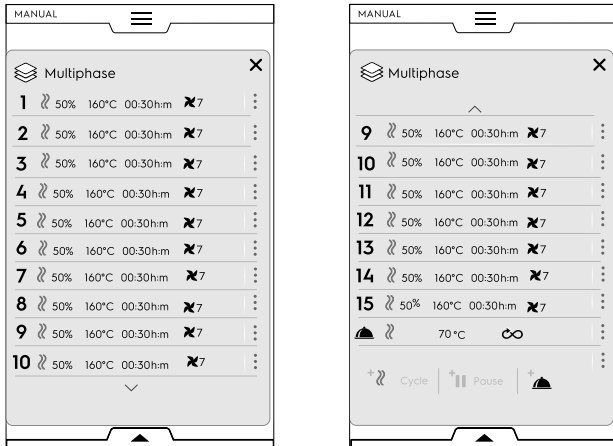 MANUAL
Multiphase
1 50% 160°C 00:30h:m 7
2 50% 160°C 00:30h:m 7
3 50% 160°C 00:30h:m 7
4 50% 160°C 00:30h:m 7
5 50% 160°C 00:30h:m 7
6 50% 160°C 00:30h:m 7
7 50% 160°C 00:30h:m 7
8 50% 160°C 00:30h:m 7
9 50% 160°C 00:30h:m 7
10 50% 160°C 00:30h:m 7
MANUAL
Multiphase
9 50% 160°C 00:30h:m 7
10 50% 160°C 00:30h:m 7
11 50% 160°C 00:30h:m 7
12 50% 160°C 00:30h:m 7
13 50% 160°C 00:30h:m 7
14 50% 160°C 00:30h:m 7
15 50% 160°C 00:30h:m 7
70 °C
Cycle Pause